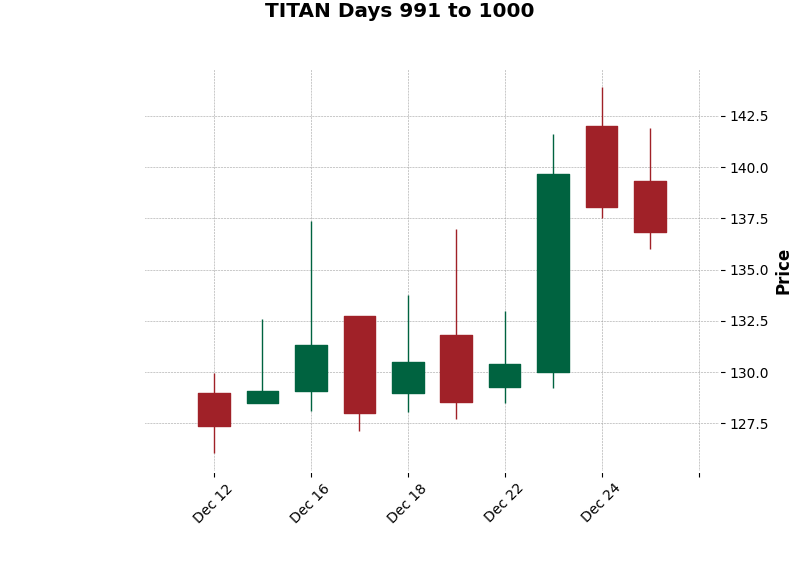 TITAN Days 991 to 1000
142.5
140.0
137.5
135.0
132.5
130.0
127.5
Price
Dec 12
Dec 16
Dec 18
Dec 22
Dec 24